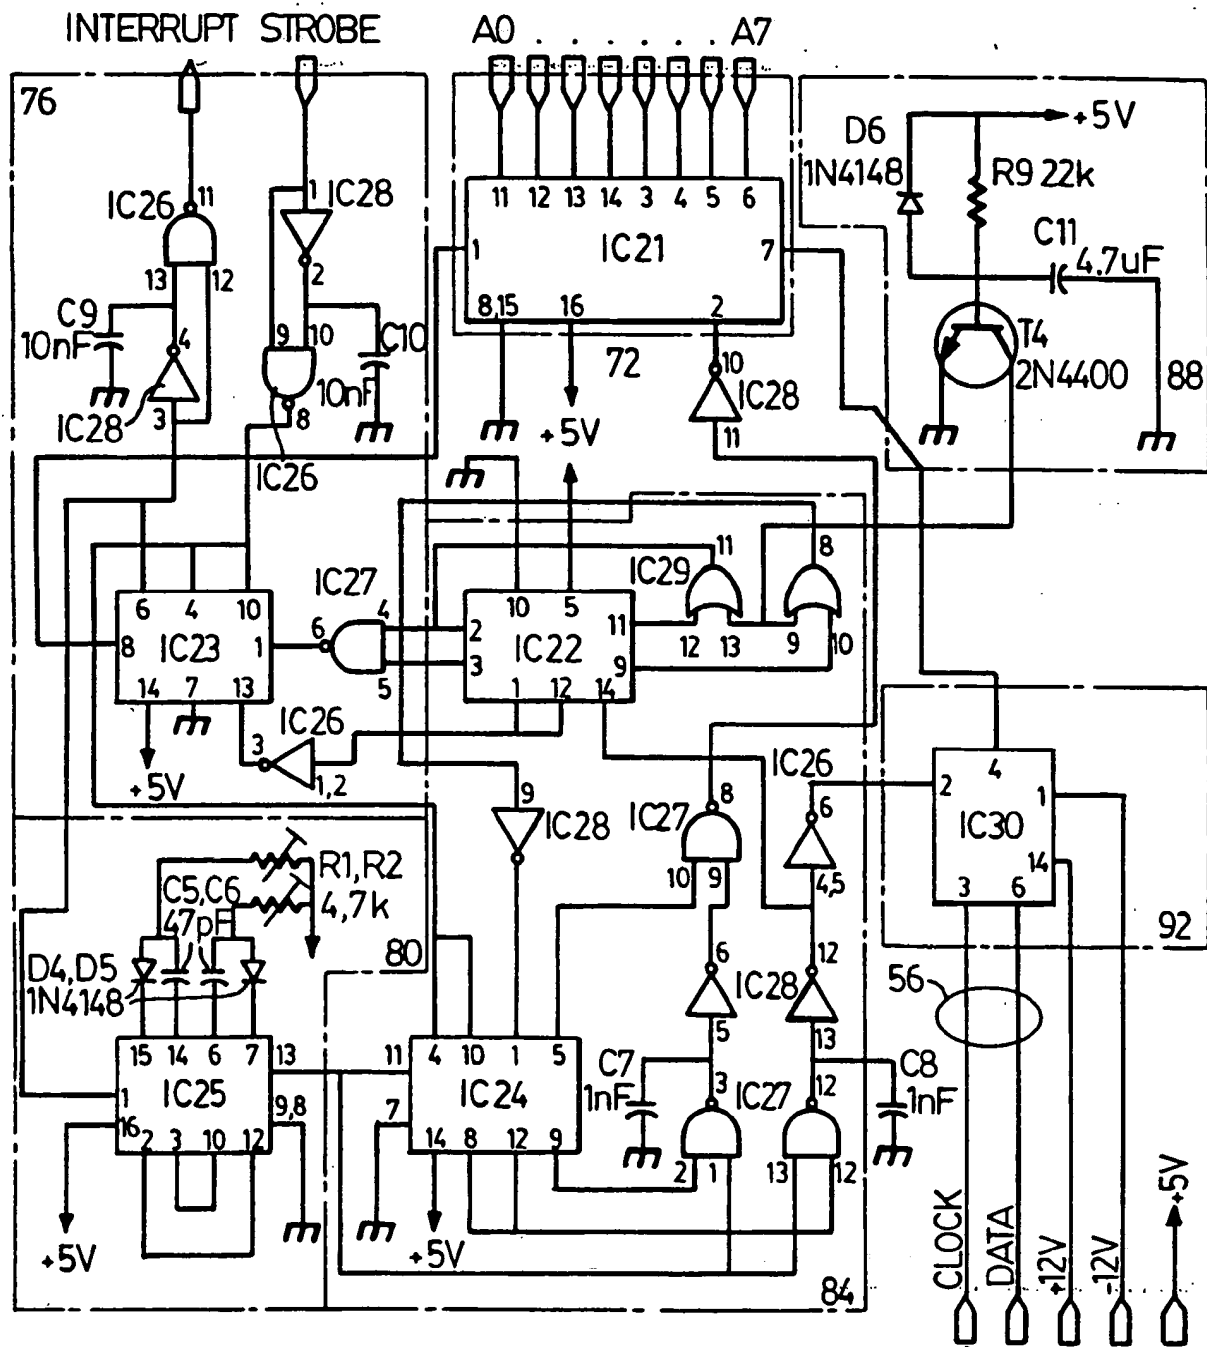 INTERRUPT STROBE A0 . . . . . . A7
76
D6
1N4148
+5V
R9 22k
C11
4.7uF
IC26 11
1 IC28
11 12 13 14 3 4 5 6
IC21
1 7
8,15 16 2
13 12
2
C9
10nF
4
9 10
C10
10nF
IC28 3
8
IC26
72
10
IC28
11
+5V
T4
2N4400
88
IC27
6 4 10
8 IC23 1
14 7 13
6 4
5
+5V
10 5
2 IC22 11
3 9
1 12 14
IC29 11 8
12 13 9 10
IC26
3 1,2
9
IC28
IC27 8
10 9
IC26
6
4,5
2 4 1
IC30
14
3 6
92
R1,R2
4,7k
C5,C6
47pF
D4,D5
1N4148
80
6 IC28 12
5 13
56
15 14 6 7 13
IC25
1
16
9,8
2 3 10 12
+5V
11 4 10 1 5
IC24
7
14 8 12 9
+5V
C7
1nF
3 IC27 12
2 1 13 12
C8
1nF
84
CLOCK
DATA
+12V
-12V
+5V